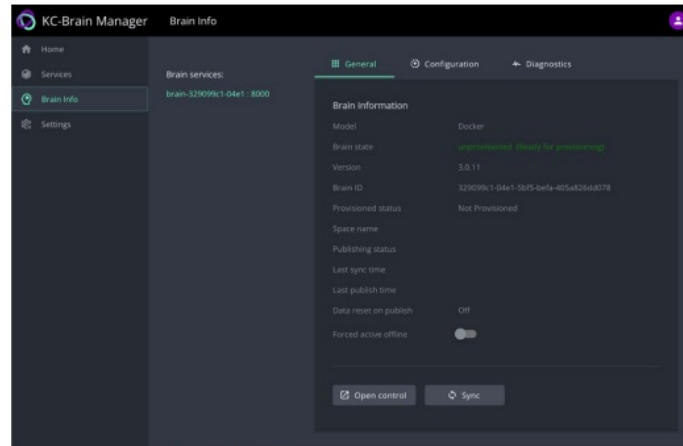 KC-Brain Manager Brain Info
Home
Services
Brain Info
Settings
Brain services:
brain-329099c1-04e1 : 8000
General Configuration Diagnostics
Brain information
Model Docker
Brain state unprovisioned (Ready for provisioning)
Version 3.0.11
Brain ID 329099c1-04e1-5bf5-befa-405a826dd078
Provisioned status Not Provisioned
Space name
Publishing status
Last sync time
Last publish time
Data reset on publish Off
Forced active offline
Open control Sync